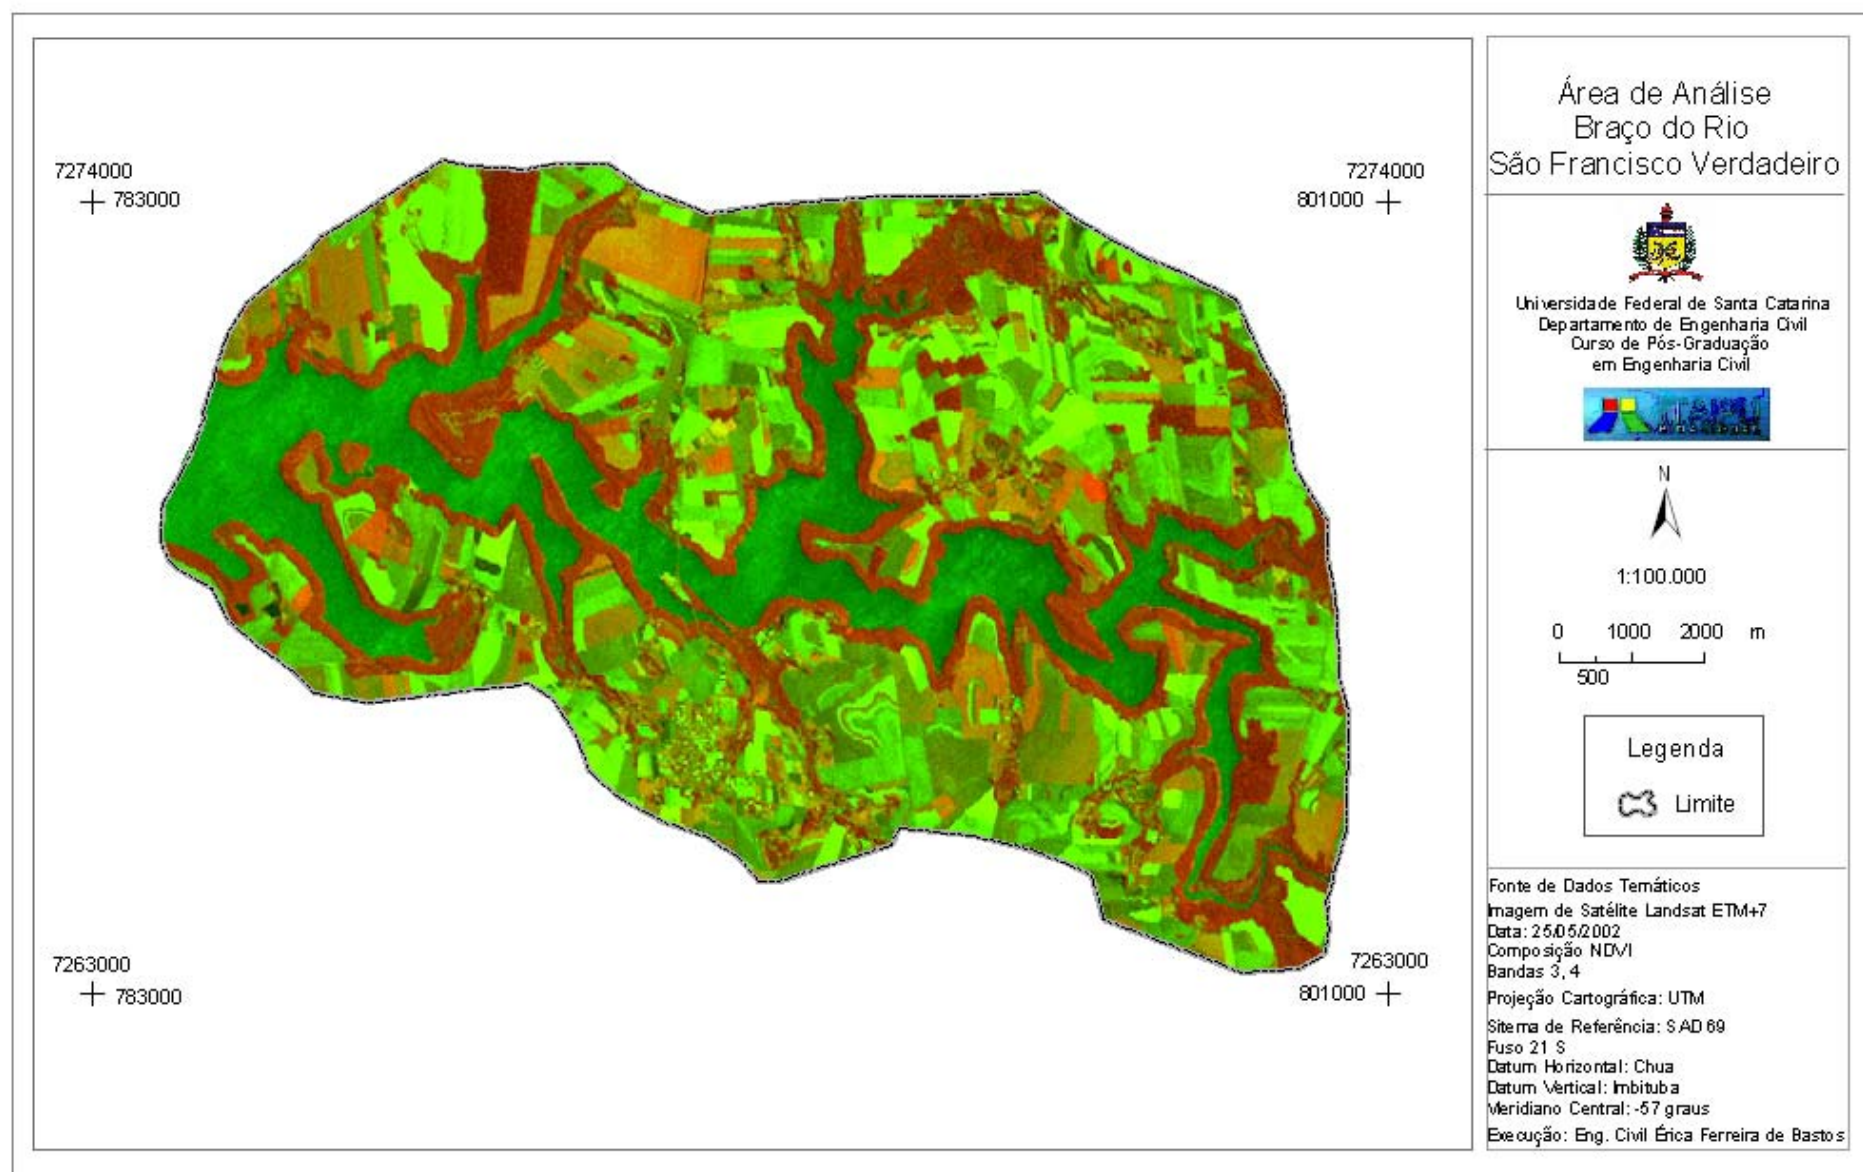 7274000
783000
7274000
801000
7263000
783000
7263000
801000
Área de Análise
Braço do Rio
São Francisco Verdadeiro
Universidade Federal de Santa Catarina
Departamento de Engenharia Civil
Curso de Pós-Graduação
em Engenharia Civil
N
1:100.000
0 1000 2000 m
500
Legenda
Limite
Fonte de Dados Temáticos
Imagem de Satélite Landsat ETM+7
Data: 25/05/2002
Composição NDVI
Bandas 3, 4
Projeção Cartográfica: UTM
Sitema de Referência: SAD 69
Fuso 21 S
Datum Horizontal: Chua
Datum Vertical: Imbituba
Meridiano Central: -57 graus
Execução: Eng. Civil Érica Ferreira de Bastos